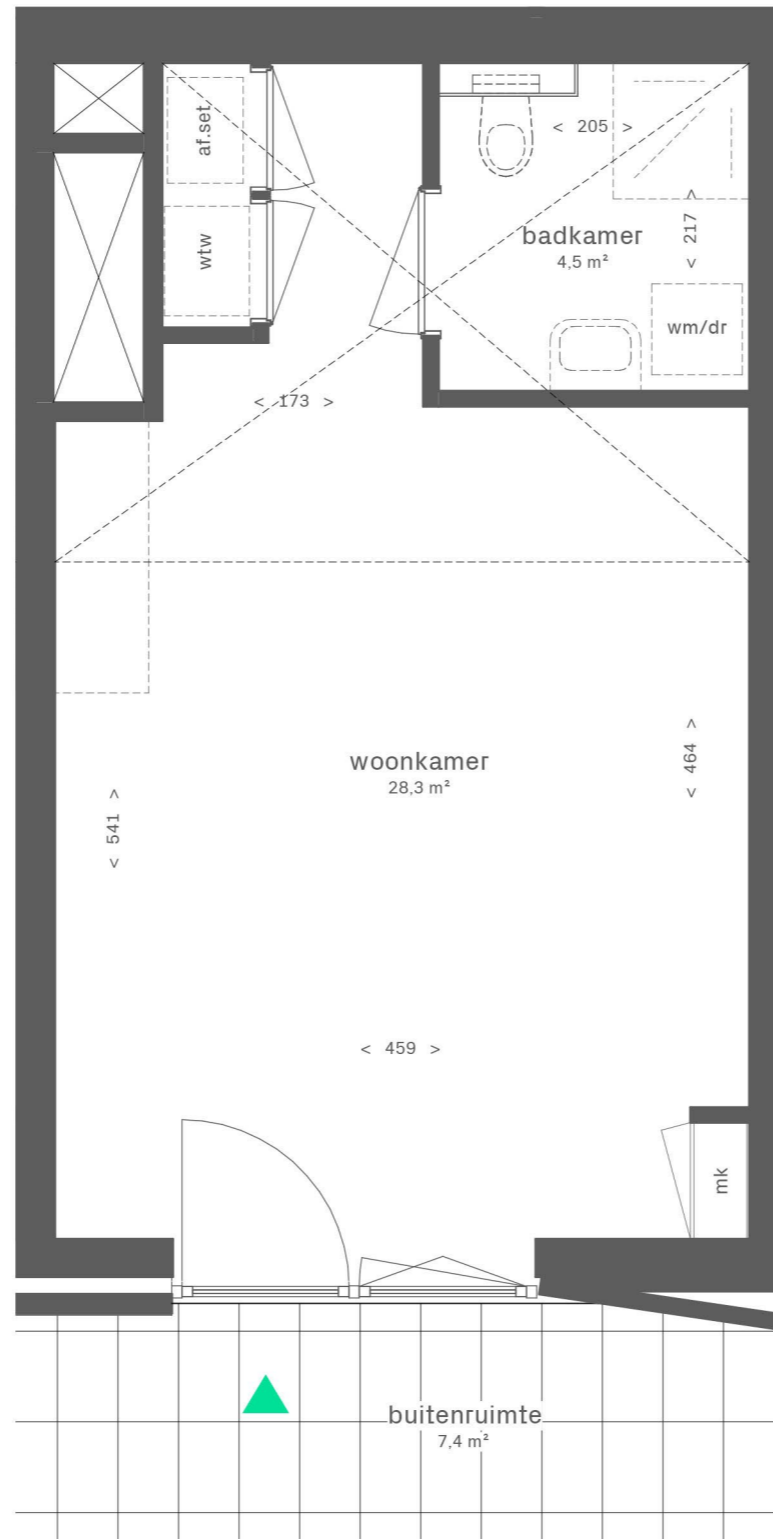 af.set
wtw
< 205 >
badkamer
4,5 m²
< 217 >
wm/dr
< 173 >
woonkamer
28,3 m²
< 464 >
< 541 >
< 459 >
mk
buitenruimte
7,4 m²